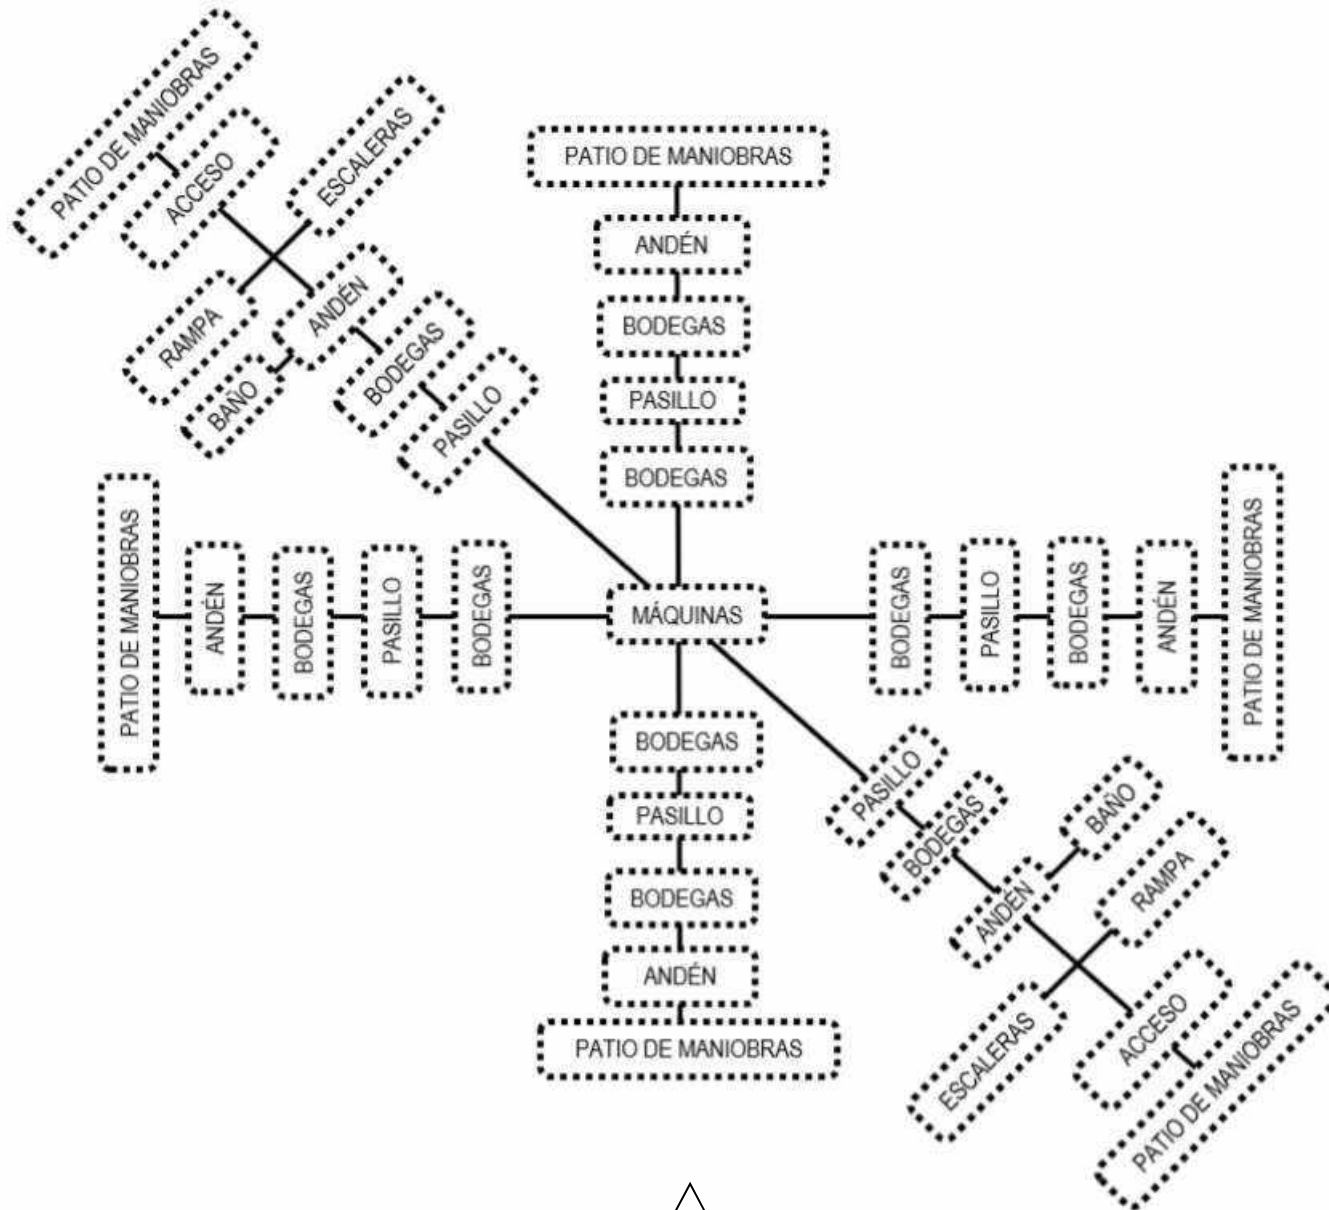 PATIO DE MANIOBRAS
ACCESO
ESCALERAS
RAMPA
ANDÉN
BAÑO
BODEGAS
PASILLO
PATIO DE MANIOBRAS
ANDÉN
BODEGAS
PASILLO
BODEGAS
PATIO DE MANIOBRAS
ANDÉN
BODEGAS
PASILLO
BODEGAS
MÁQUINAS
BODEGAS
PASILLO
BODEGAS
ANDÉN
PATIO DE MANIOBRAS
BODEGAS
PASILLO
BODEGAS
ANDÉN
PATIO DE MANIOBRAS
PASILLO
BODEGAS
ANDÉN
BAÑO
RAMPA
ESCALERAS
ACCESO
PATIO DE MANIOBRAS